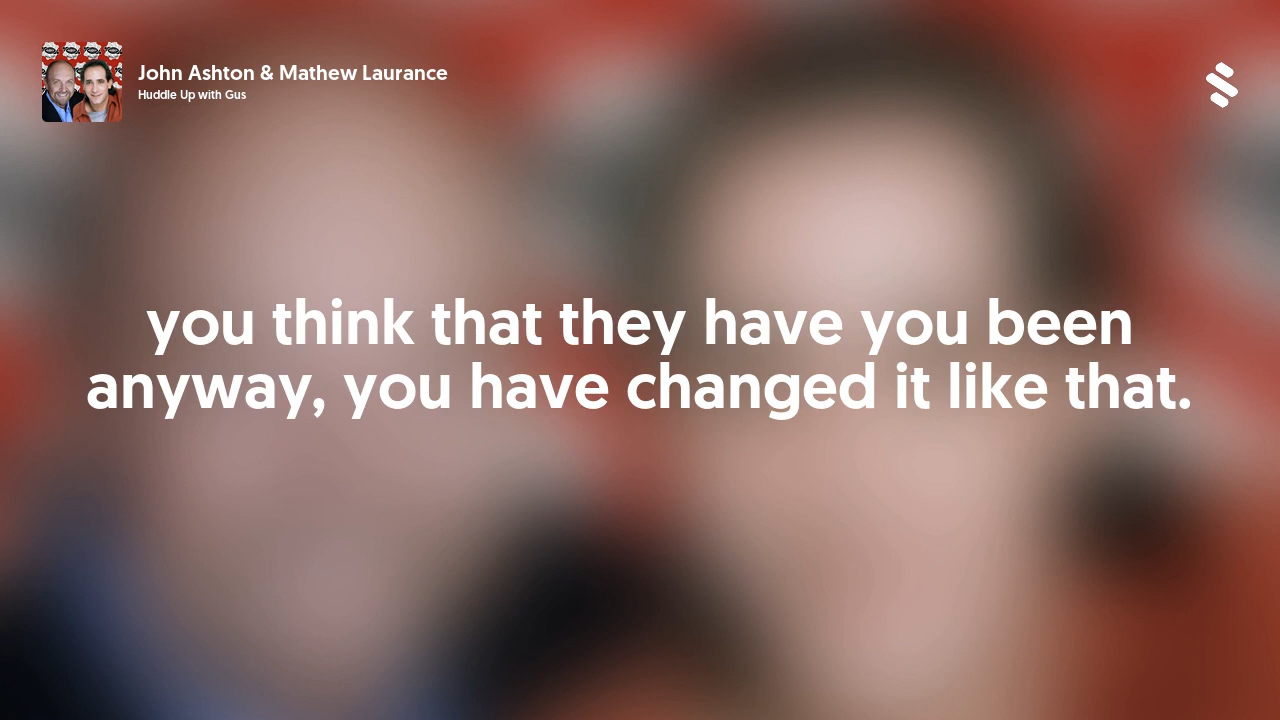 John Ashton & Mathew Laurance
Huddle Up with Gus
you think that they have you been
anyway, you have changed it like that.